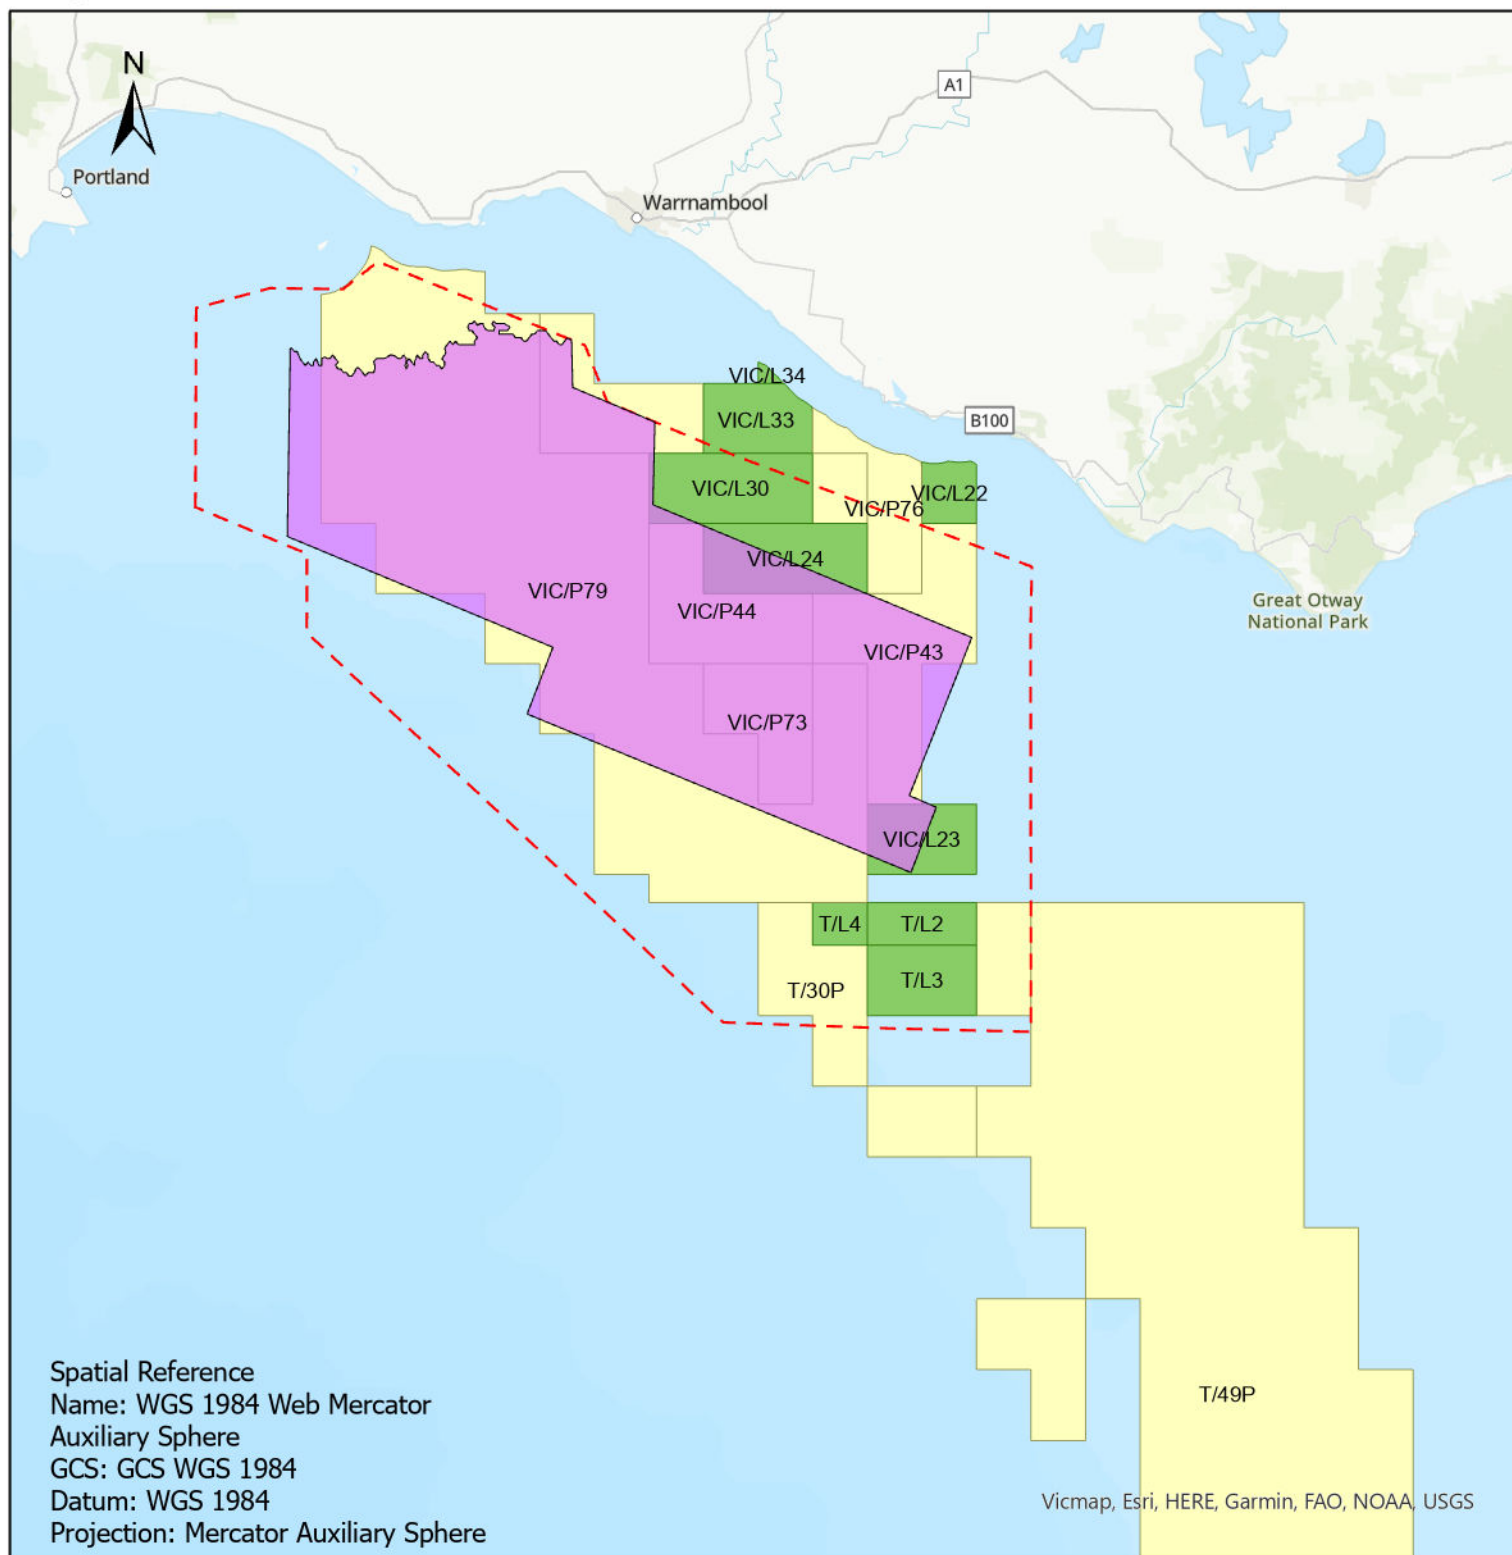 N
A1
Portland
Warrnambool
VIC/L34
VIC/L33
B100
VIC/L30
VIC/L22
VIC/P76
VIC/L24
VIC/P79
VIC/P44
Great Otway
National Park
VIC/P43
VIC/P73
VIC/L23
T/L4
T/L2
T/L3
T/30P
T/49P
Spatial Reference
Name: WGS 1984 Web Mercator
Auxiliary Sphere
GCS: GCS WGS 1984
Datum: WGS 1984
Projection: Mercator Auxiliary Sphere
Vicmap, Esri, HERE, Garmin, FAO, NOAA, USGS